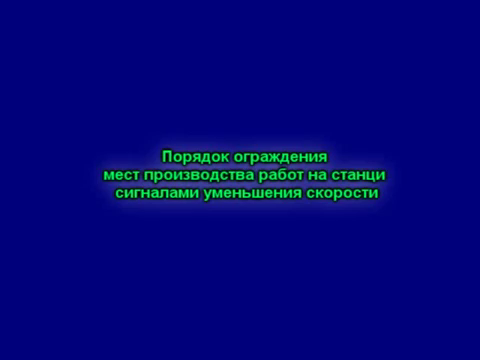 Порядок ограждения
мест производства работ на станци
сигналами уменьшения скорости